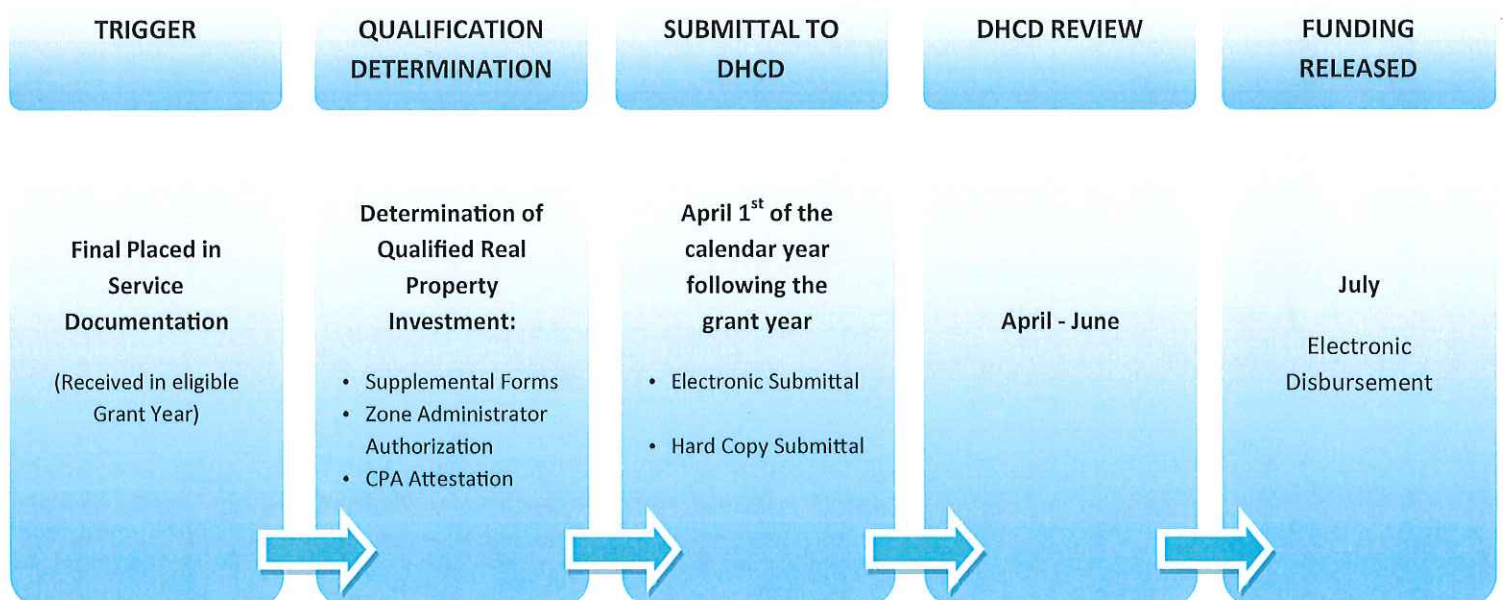 TRIGGER
QUALIFICATION
DETERMINATION
SUBMITTAL TO
DHCD
DHCD REVIEW
FUNDING
RELEASED
Final Placed in
Service
Documentation
(Received in eligible
Grant Year)
Determination of
Qualified Real
Property
Investment:
• Supplemental Forms
• Zone Administrator
Authorization
• CPA Attestation
April 1st of the
calendar year
following the
grant year
• Electronic Submittal
• Hard Copy Submittal
April - June
July
Electronic
Disbursement